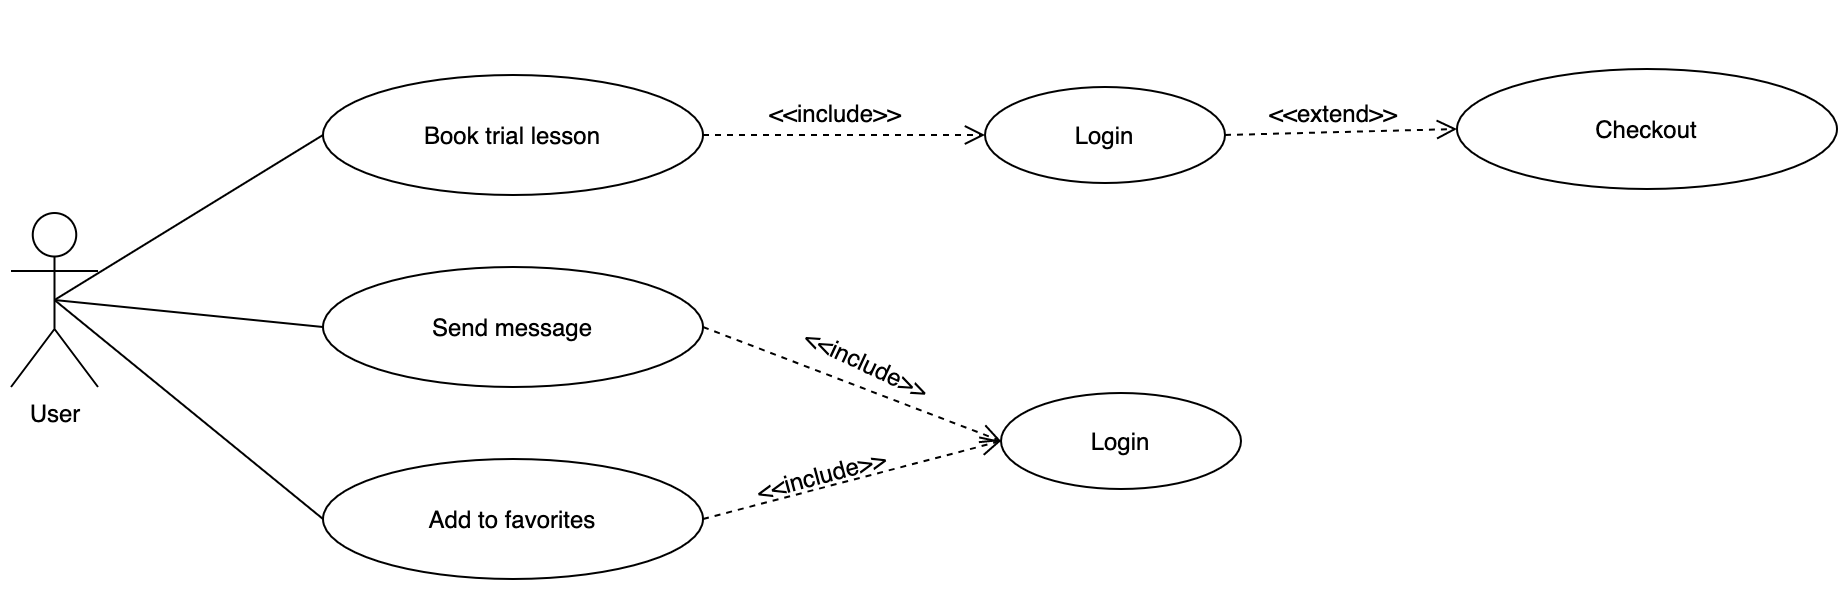 Book trial lesson
<<include>>
Login
<<extend>>
Checkout
Send message
<<include>>
User
Login
<<include>>
Add to favorites